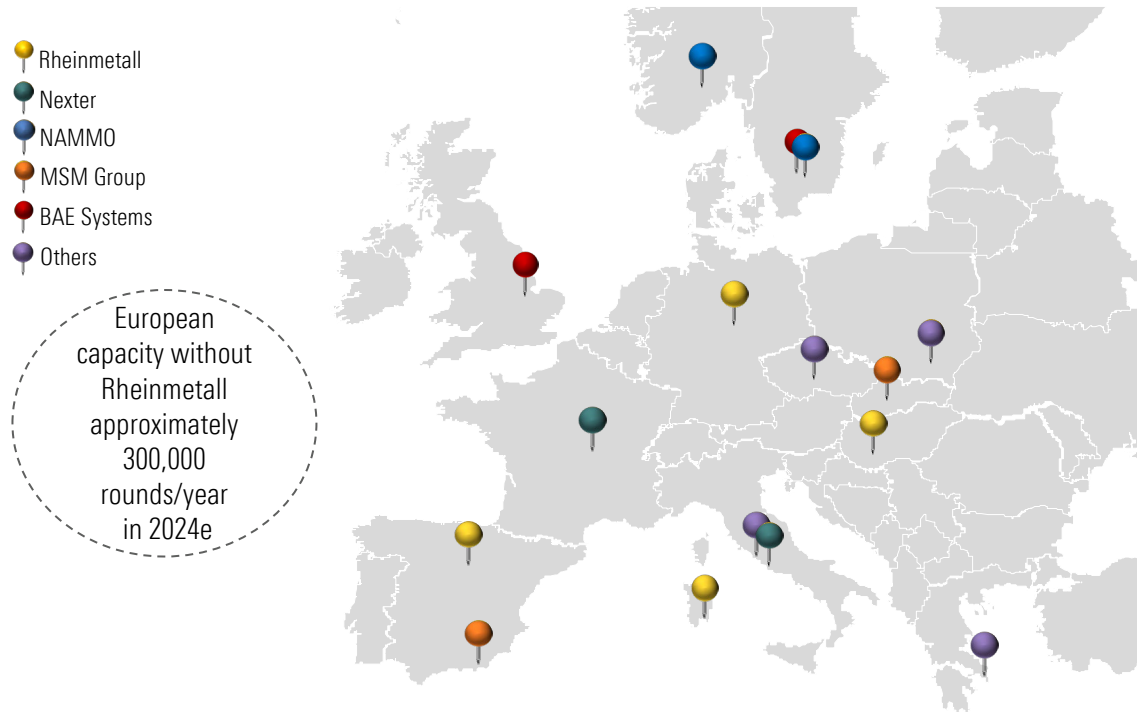 Rheinmetall
Nexter
NAMMO
MSM Group
BAE Systems
Others
European
capacity without
Rheinmetall
approximately
300,000
rounds/year
in 2024e